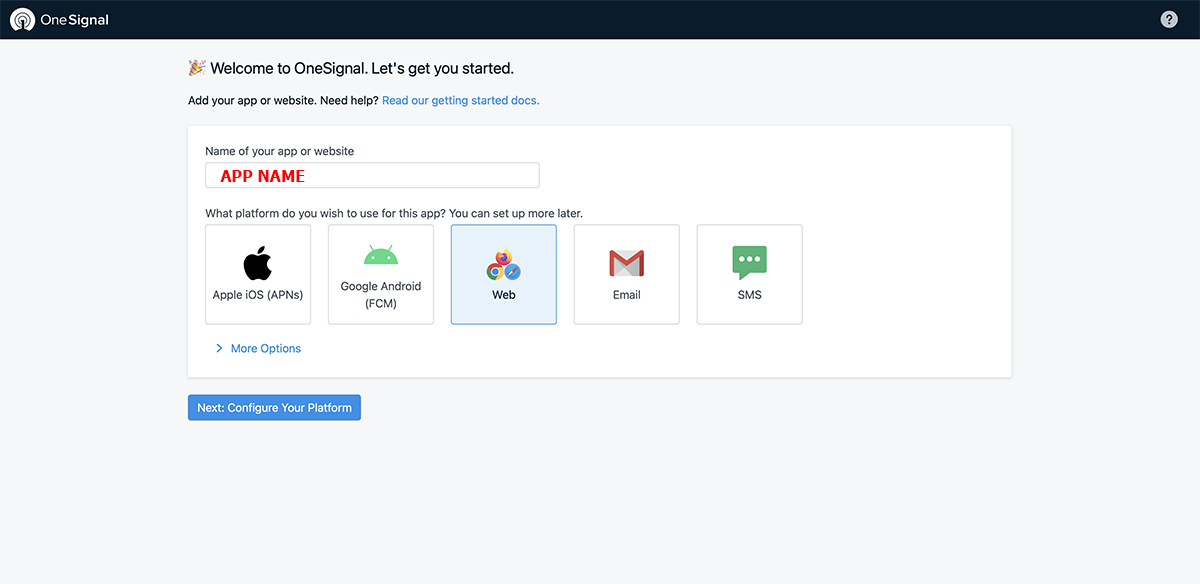 OneSignal
?
🎉 Welcome to OneSignal. Let's get you started.
Add your app or website. Need help? Read our getting started docs.
Name of your app or website
APP NAME
What platform do you wish to use for this app? You can set up more later.
Apple iOS (APNs)
Google Android
(FCM)
Web
Email
SMS
More Options
Next: Configure Your Platform